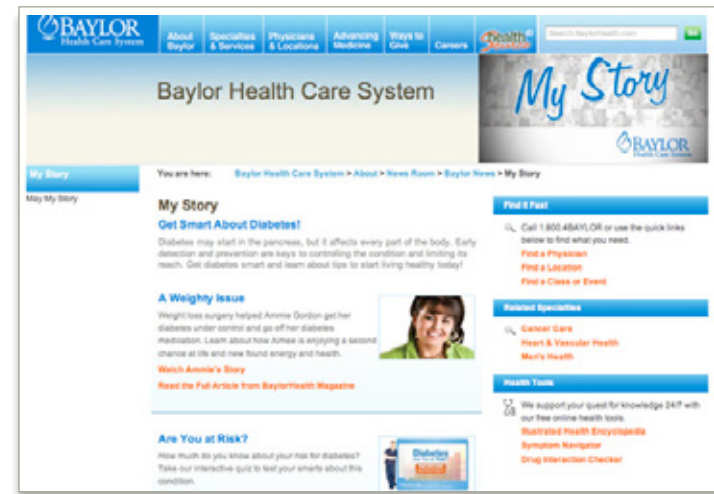 BAYLOR
Health Care System
About Baylor
Specialties & Services
Physicians & Locations
Advancing Medicine
Ways to Give
Careers
health
Search BaylorHealth.com
Baylor Health Care System
My Story
BAYLOR
Health Care System
My Story
May My Story
You are here: Baylor Health Care System > About > News Room > Baylor News > My Story
My Story
Get Smart About Diabetes!
Diabetes may start in the pancreas, but it affects every part of the body. Early
detection and prevention are keys to controlling the condition and limiting its
reach. Get diabetes smart and learn about tips to start living healthy today!
A Weighty Issue
Weight loss surgery helped Ammie Gordon get her
diabetes under control and go off her diabetes
medication. Learn about how Aimee is enjoying a second
chance at life and new found energy and health.
Watch Ammie's Story
Read the Full Article from BaylorHealth Magazine
Are You at Risk?
How much do you know about your risk for diabetes?
Take our interactive quiz to test your smarts about this
condition.
Diabetes
Find It Fast
Call 1.800.4BAYLOR or use the quick links
below to find what you need.
Find a Physician
Find a Location
Find a Class or Event
Related Specialties
Cancer Care
Heart & Vascular Health
Men's Health
Health Tools
We support your quest for knowledge 24/7 with
our free online health tools.
Illustrated Health Encyclopedia
Symptom Navigator
Drug Interaction Checker